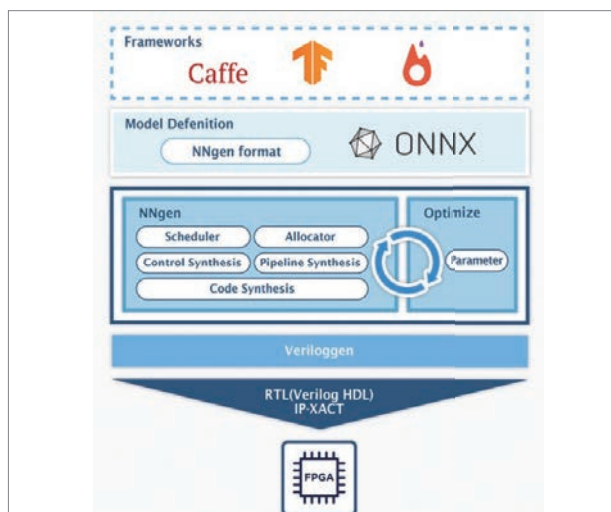 Frameworks
Caffe
Model Defenition
NNgen format
ONNX
NNgen
Optimize
Scheduler
Allocator
Control Synthesis
Pipeline Synthesis
Parameter
Code Synthesis
Veriloggen
RTL(Verilog HDL)
IP-XACT
FPGA